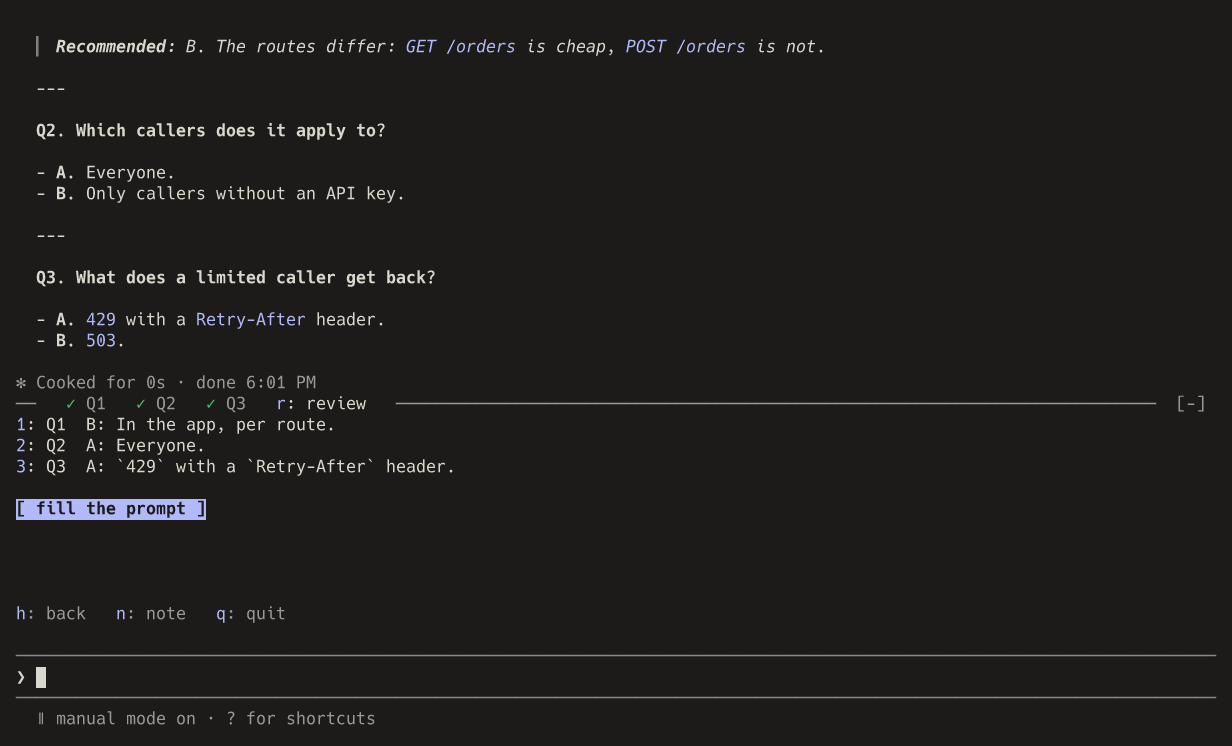 Recommended: B. The routes differ: GET /orders is cheap, POST /orders is not.
---
Q2. Which callers does it apply to?
- A. Everyone.
- B. Only callers without an API key.
---
Q3. What does a limited caller get back?
- A. 429 with a Retry-After header.
- B. 503.
✻ Cooked for 0s · done 6:01 PM
✓ Q1 ✓ Q2 ✓ Q3 r: review [-]
1: Q1 B: In the app, per route.
2: Q2 A: Everyone.
3: Q3 A: `429` with a `Retry-After` header.
[ fill the prompt ]
h: back n: note q: quit
❯
⏸ manual mode on · ? for shortcuts